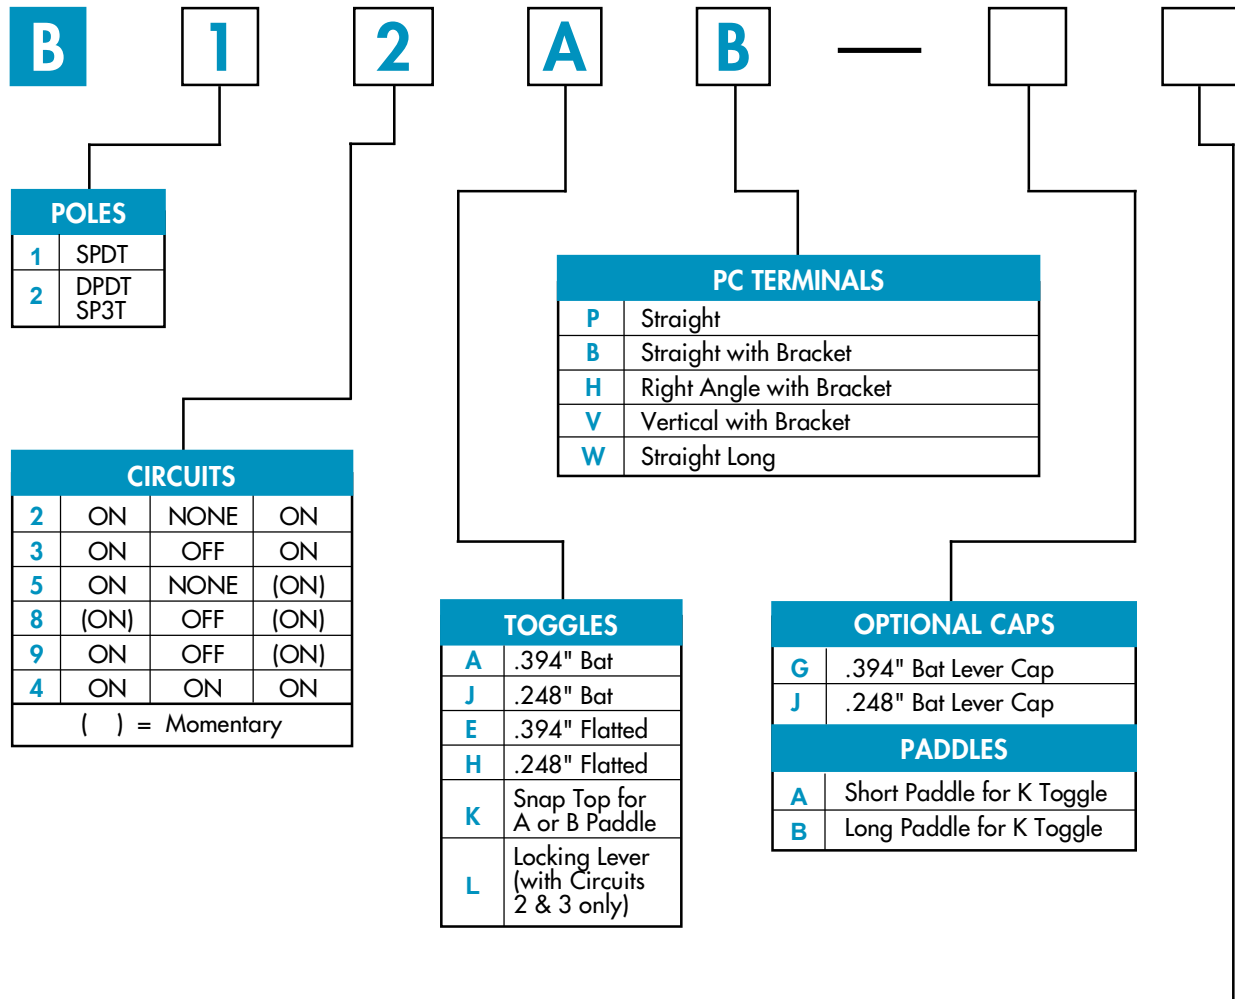 B 1 2 A B —
POLES
1 SPDT
2 DPDT
SP3T
PC TERMINALS
P Straight
B Straight with Bracket
H Right Angle with Bracket
V Vertical with Bracket
W Straight Long
CIRCUITS
2 ON NONE ON
3 ON OFF ON
5 ON NONE (ON)
8 (ON) OFF (ON)
9 ON OFF (ON)
4 ON ON ON
( ) = Momentary
TOGGLES
A .394" Bat
J .248" Bat
E .394" Flatted
H .248" Flatted
K Snap Top for
A or B Paddle
L Locking Lever
(with Circuits
2 & 3 only)
OPTIONAL CAPS
G .394" Bat Lever Cap
J .248" Bat Lever Cap
PADDLES
A Short Paddle for K Toggle
B Long Paddle for K Toggle